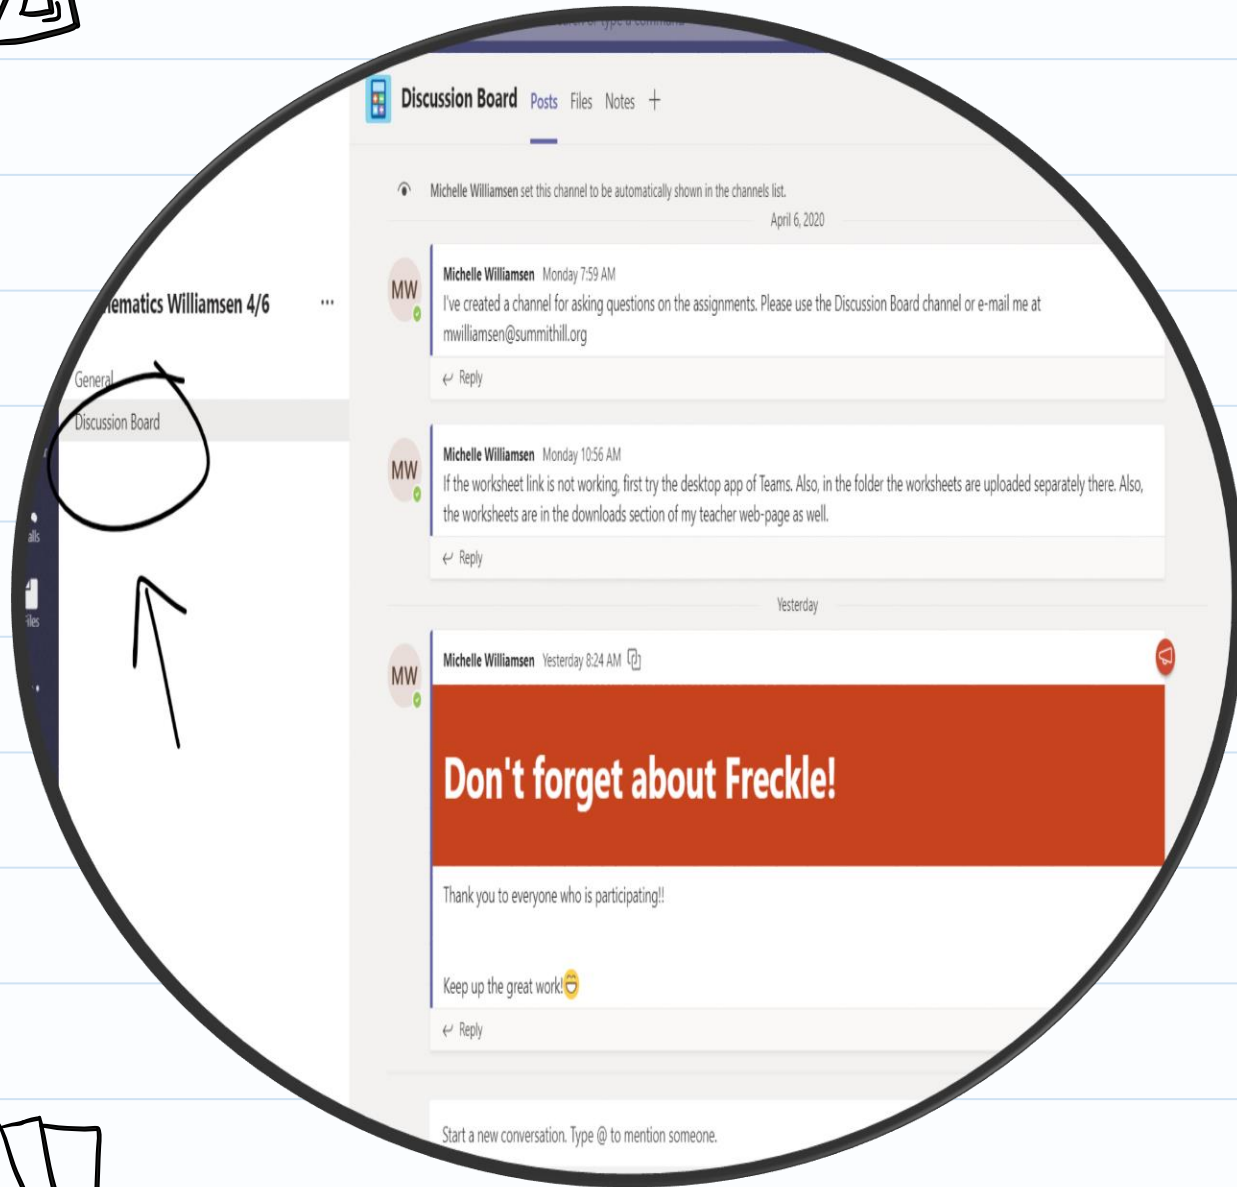 type a command
Discussion Board Posts Files Notes +
Michelle Williamsen set this channel to be automatically shown in the channels list.
April 6, 2020
ematics Williamsen 4/6 ...
General
Discussion Board
alls
iles
MW
Michelle Williamsen Monday 7:59 AM
I've created a channel for asking questions on the assignments. Please use the Discussion Board channel or e-mail me at
mwilliamsen@summithill.org
Reply
MW
Michelle Williamsen Monday 10:56 AM
If the worksheet link is not working, first try the desktop app of Teams. Also, in the folder the worksheets are uploaded separately there. Also,
the worksheets are in the downloads section of my teacher web-page as well.
Reply
Yesterday
MW
Michelle Williamsen Yesterday 8:24 AM
Don't forget about Freckle!
Thank you to everyone who is participating!!
Keep up the great work!
Reply
Start a new conversation. Type @ to mention someone.